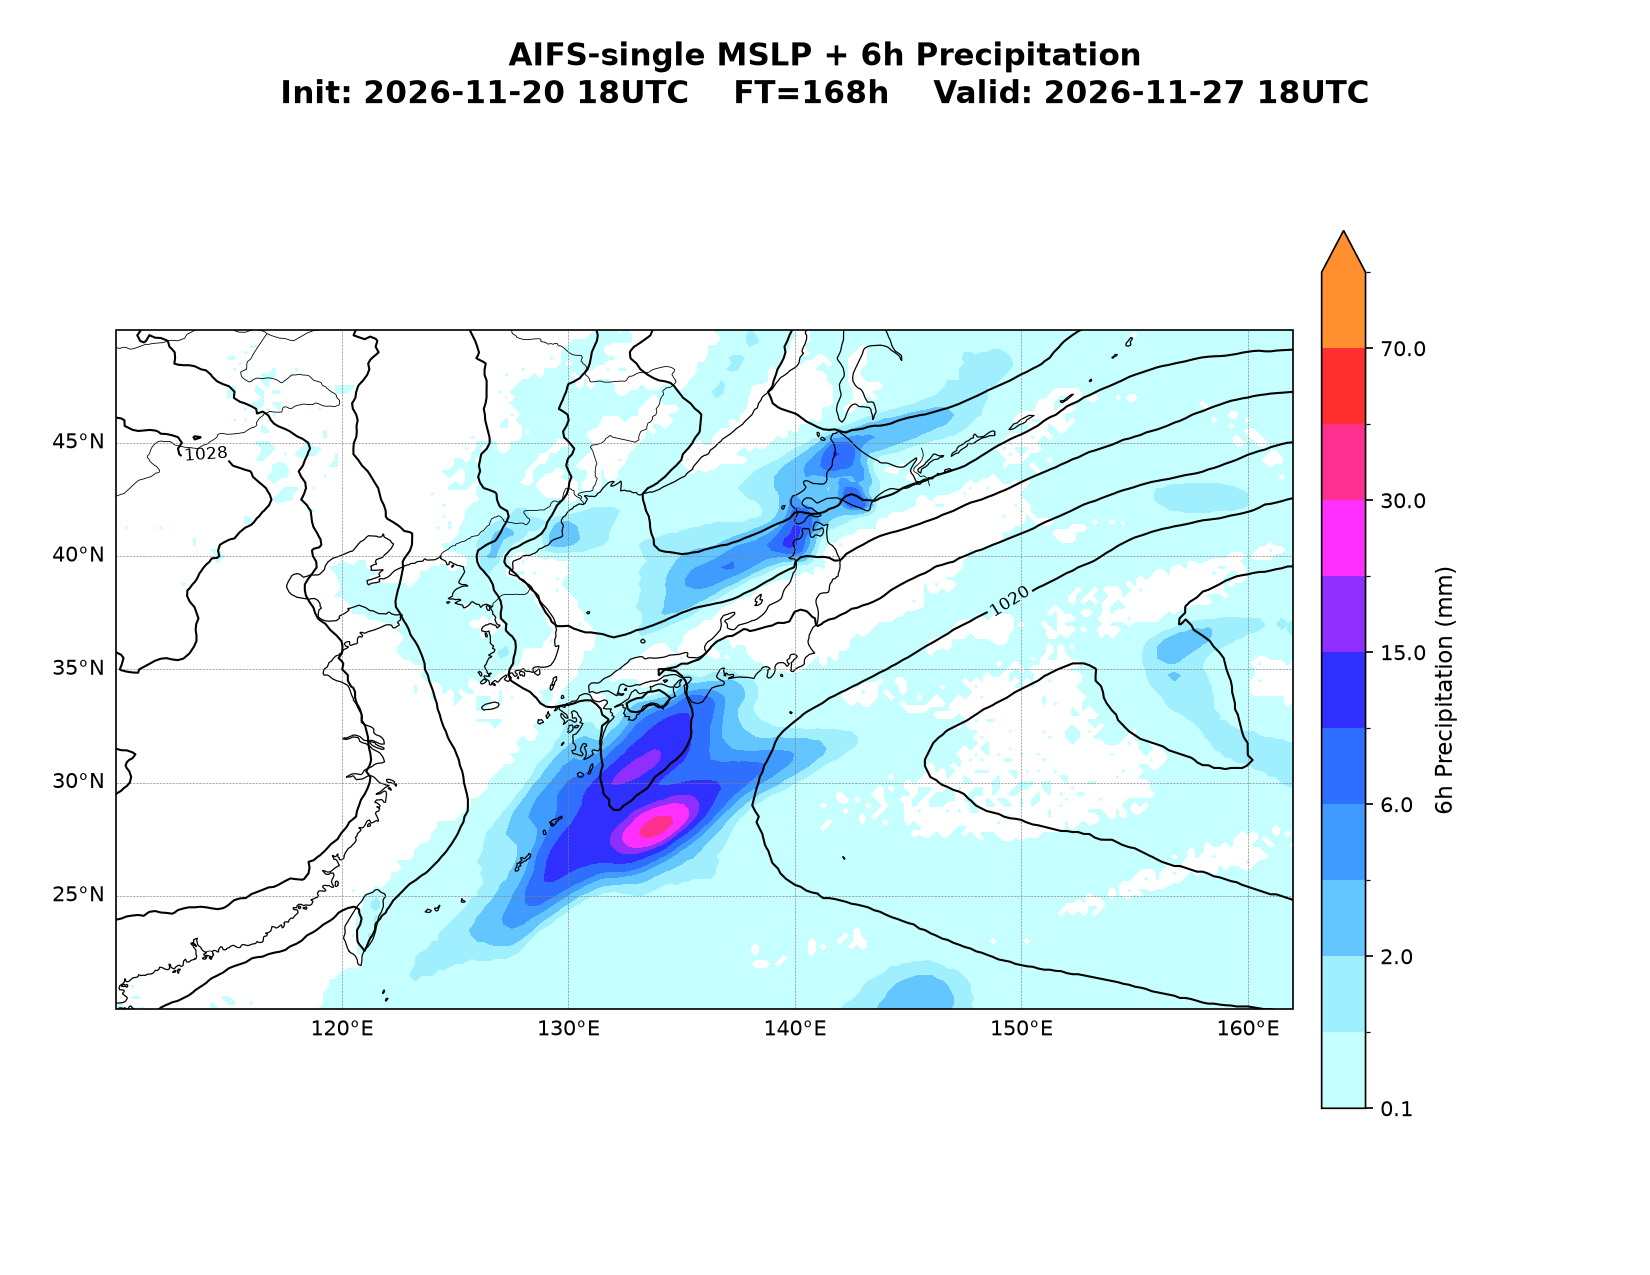 AIFS-single MSLP + 6h Precipitation
Init: 2026-11-20 18UTC    FT=168h    Valid: 2026-11-27 18UTC
70.0
30.0
15.0
6.0
2.0
0.1
6h Precipitation (mm)
45°N
40°N
35°N
30°N
25°N
1028
1020
120°E
130°E
140°E
150°E
160°E